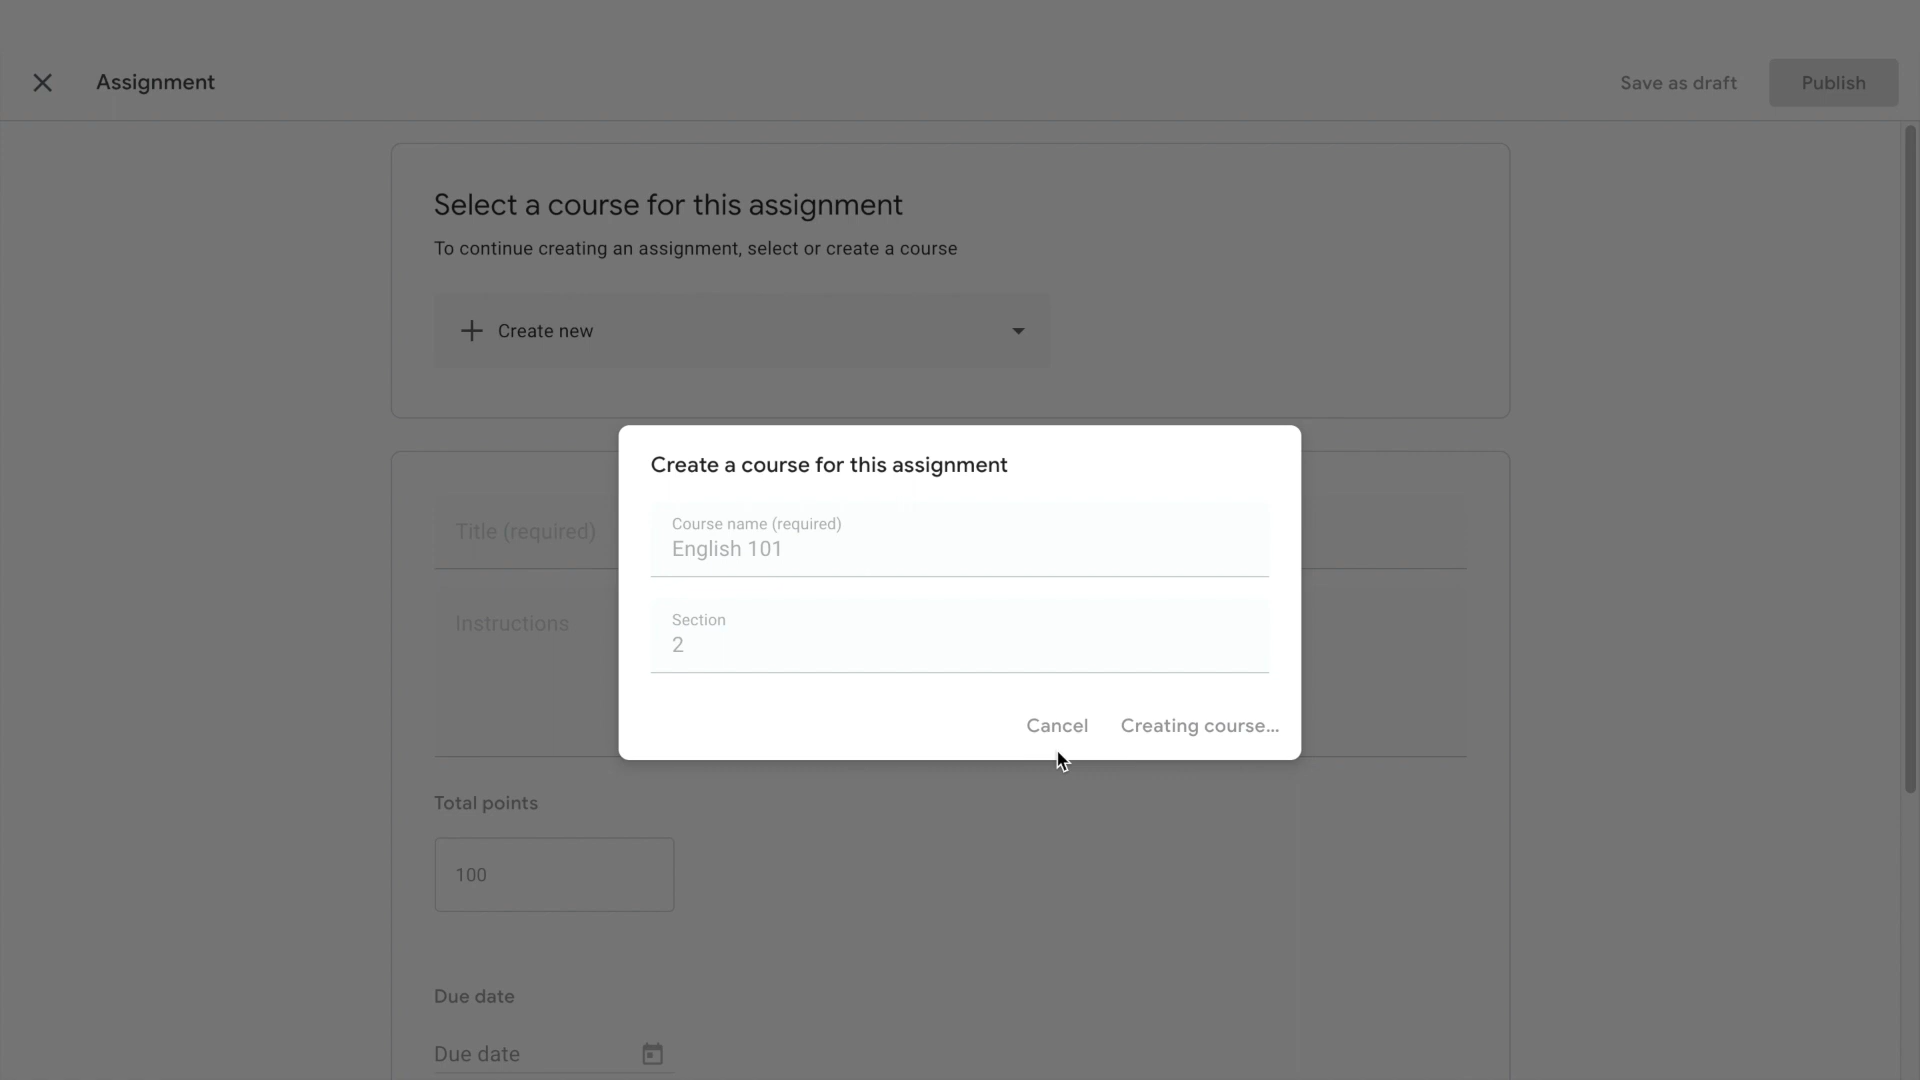 Assignment
Save as draft
Publish
Select a course for this assignment
To continue creating an assignment, select or create a course
Create new
Create a course for this assignment
Course name (required)
English 101
Section
2
Cancel
Creating course...
Title (required)
Instructions
Total points
100
Due date
Due date